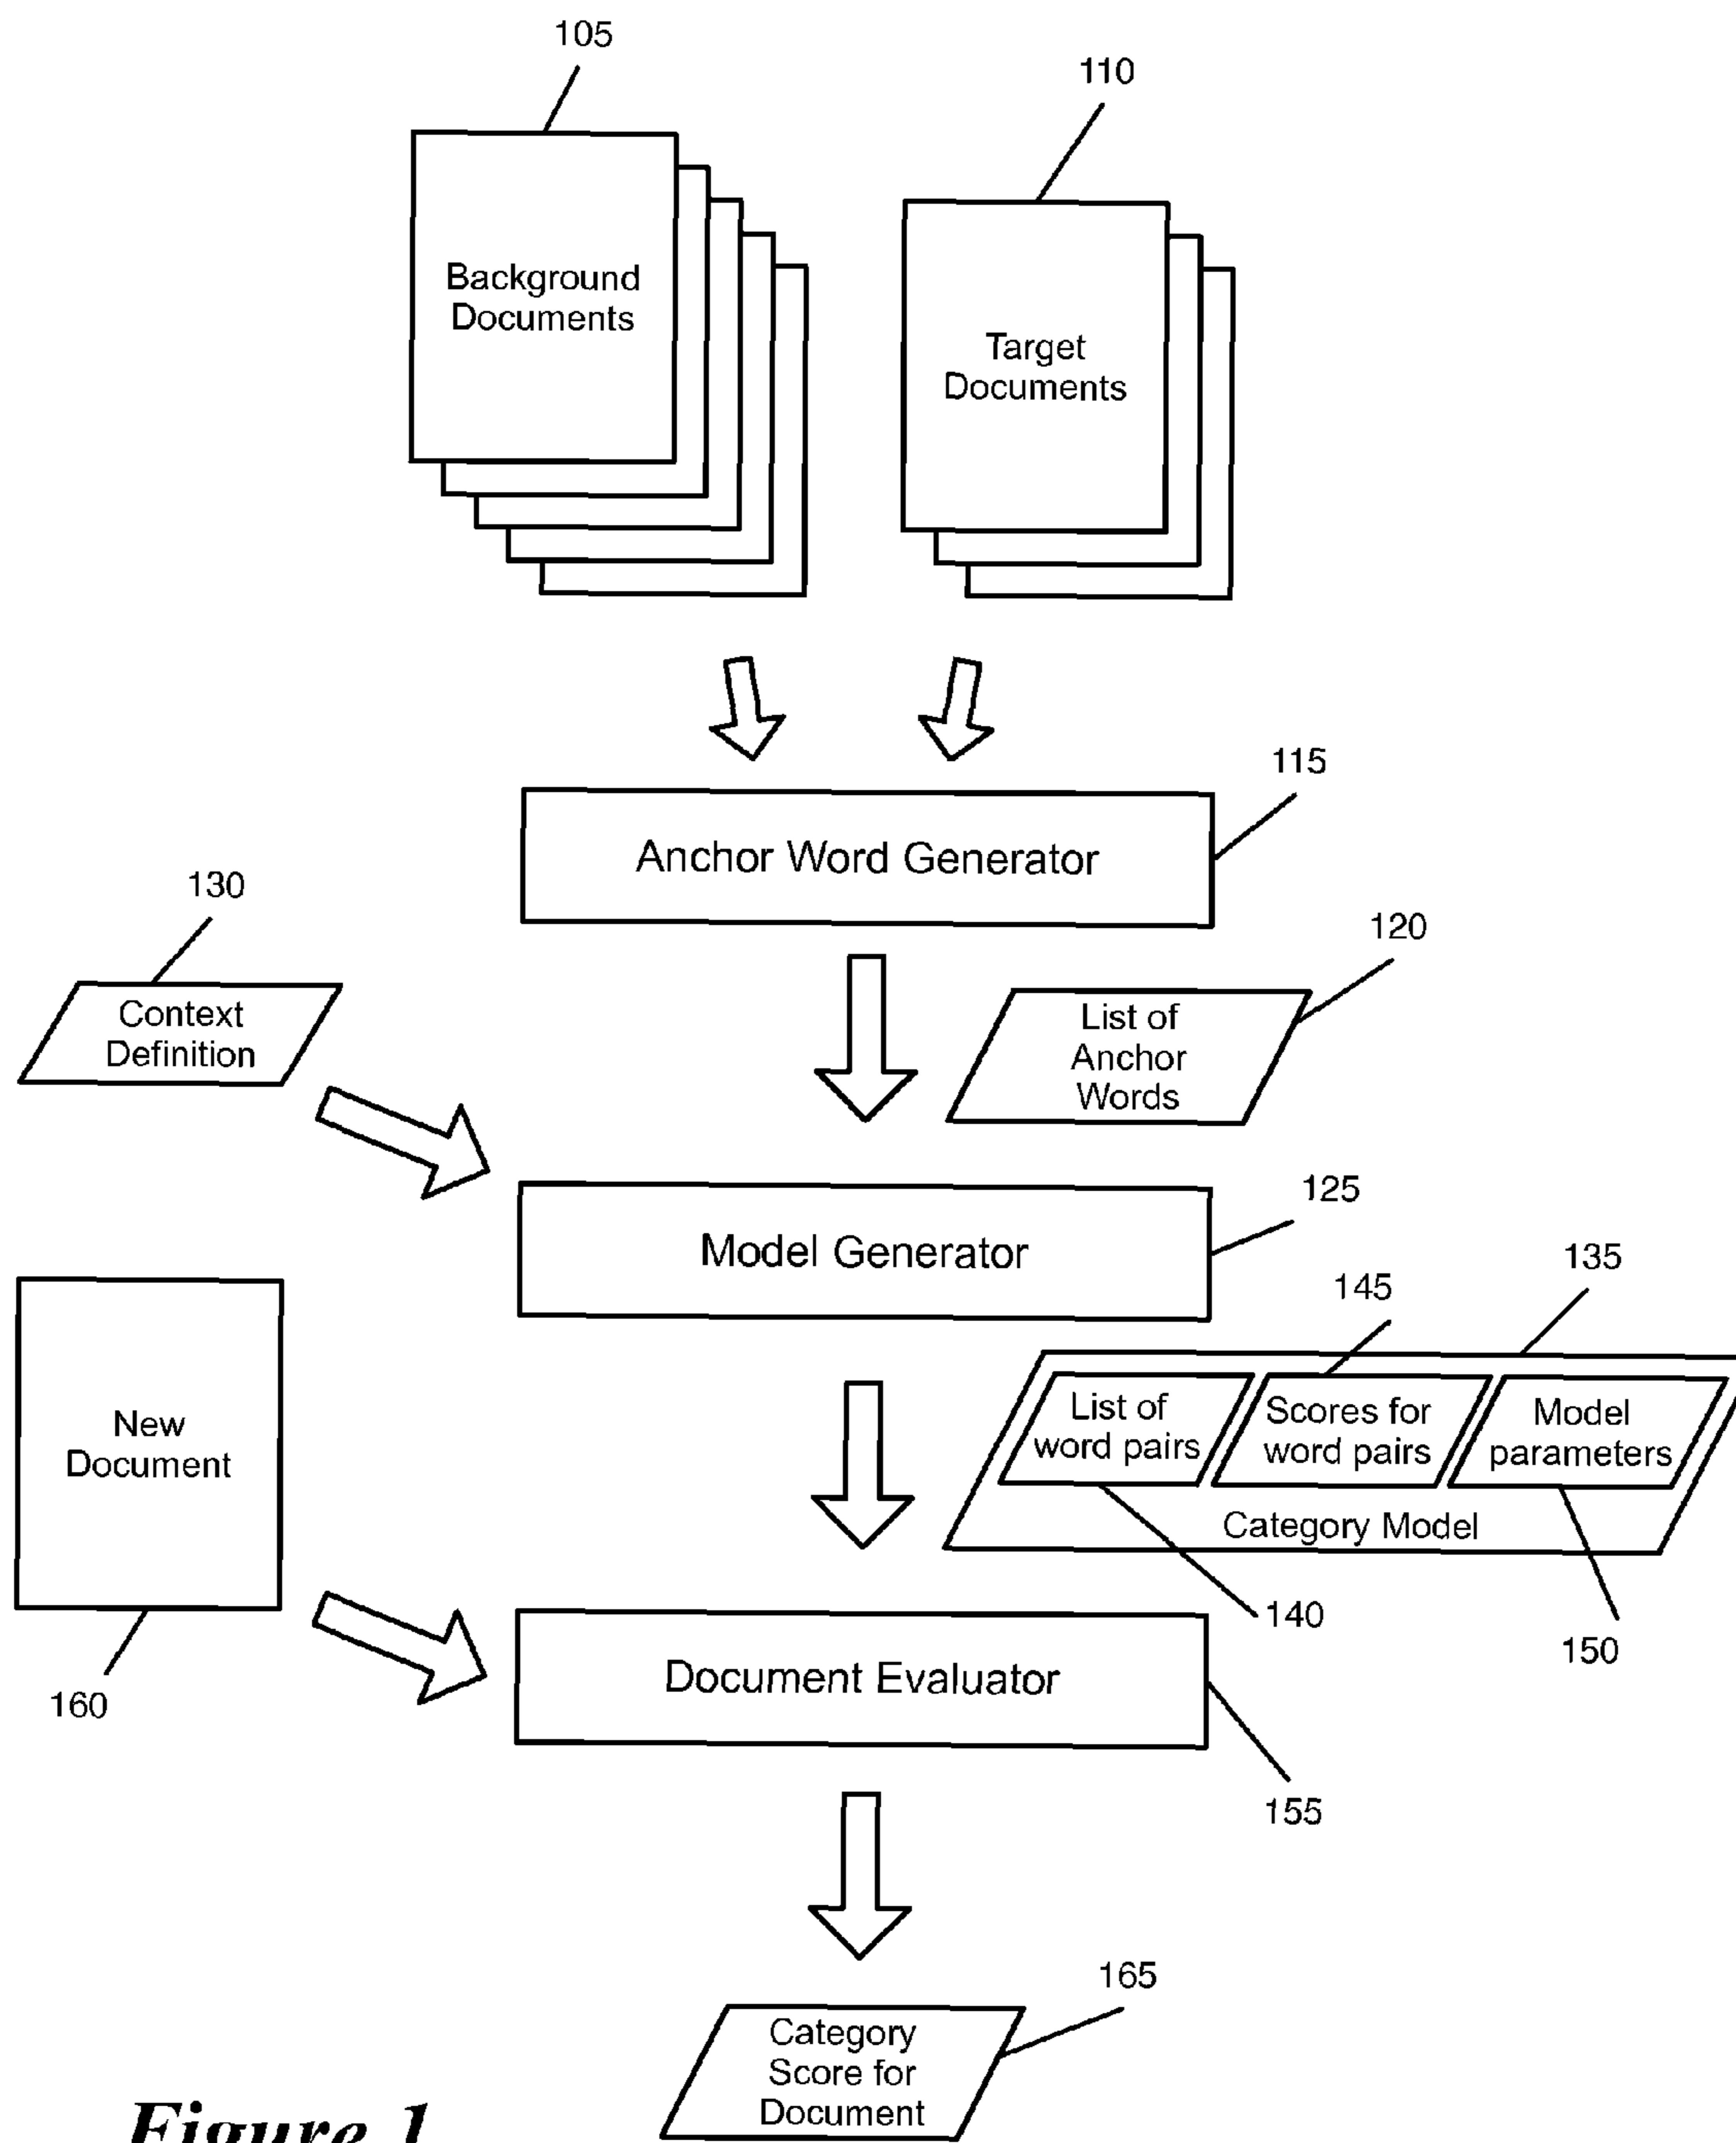 105
110
Background
Documents
Target
Documents
115
Anchor Word Generator
130
120
Context
Definition
List of
Anchor
Words
125
Model Generator
135
145
New
Document
List of
word pairs
Scores for
word pairs
Model
parameters
Category Model
140
150
160
Document Evaluator
155
165
Category
Score for
Document
Figure 1